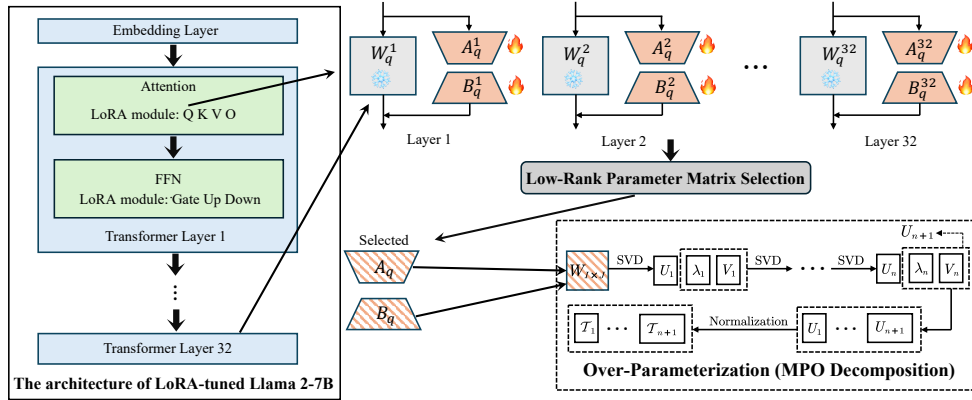 Embedding Layer
Attention
LoRA module: Q K V O
FFN
LoRA module: Gate Up Down
Transformer Layer 1
Transformer Layer 32
The architecture of LoRA-tuned Llama 2-7B
W_q^1
A_q^1
B_q^1
Layer 1
W_q^2
A_q^2
B_q^2
Layer 2
...
W_q^{32}
A_q^{32}
B_q^{32}
Layer 32
Low-Rank Parameter Matrix Selection
Selected
A_q
B_q
W_{I×J}
SVD
U_1
λ_1
V_1
SVD
...
SVD
U_n
λ_n
V_n
U_{n+1}
U_1
...
U_{n+1}
Normalization
𝒯_1
...
𝒯_{n+1}
Over-Parameterization (MPO Decomposition)